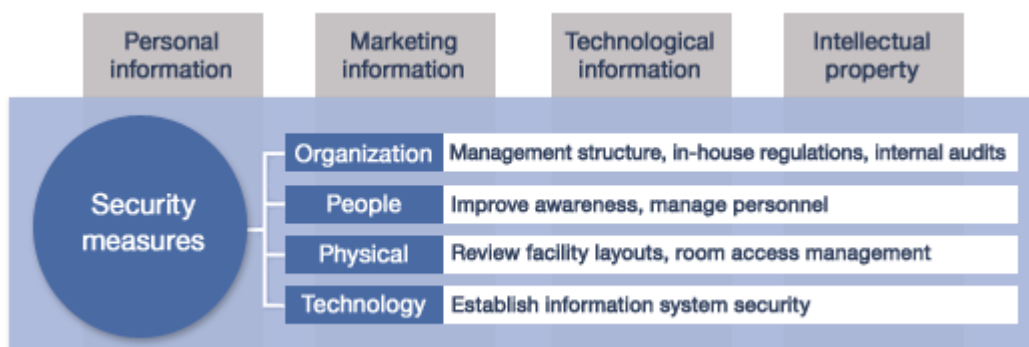 Personal
information
Marketing
information
Technological
information
Intellectual
property
Security
measures
Organization
Management structure, in-house regulations, internal audits
People
Improve awareness, manage personnel
Physical
Review facility layouts, room access management
Technology
Establish information system security